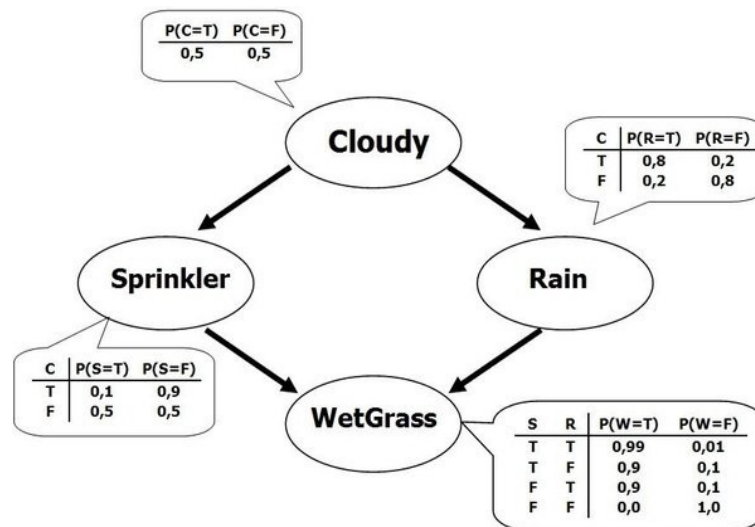 P(C=T) P(C=F)
0,5 0,5
Cloudy
C P(R=T) P(R=F)
T 0,8 0,2
F 0,2 0,8
Sprinkler
Rain
C P(S=T) P(S=F)
T 0,1 0,9
F 0,5 0,5
WetGrass
S R P(W=T) P(W=F)
T T 0,99 0,01
T F 0,9 0,1
F T 0,9 0,1
F F 0,0 1,0